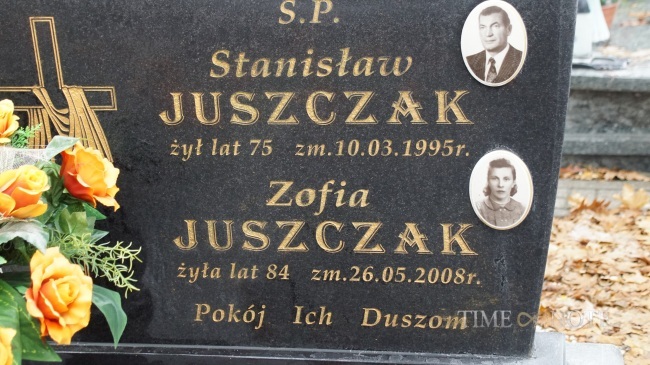 Ś.P.
Stanisław
JUSZCZAK
żył lat 75 zm.10.03.1995r.
Zofia
JUSZCZAK
żyła lat 84 zm.26.05.2008r.
Pokój Ich Duszom
TIME